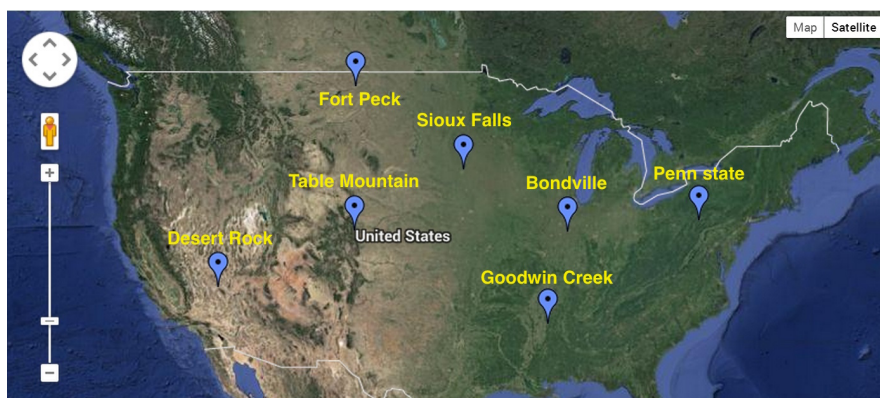 Map Satellite
Fort Peck
Sioux Falls
Table Mountain
Bondville
Penn state
Desert Rock
United States
Goodwin Creek
+
−